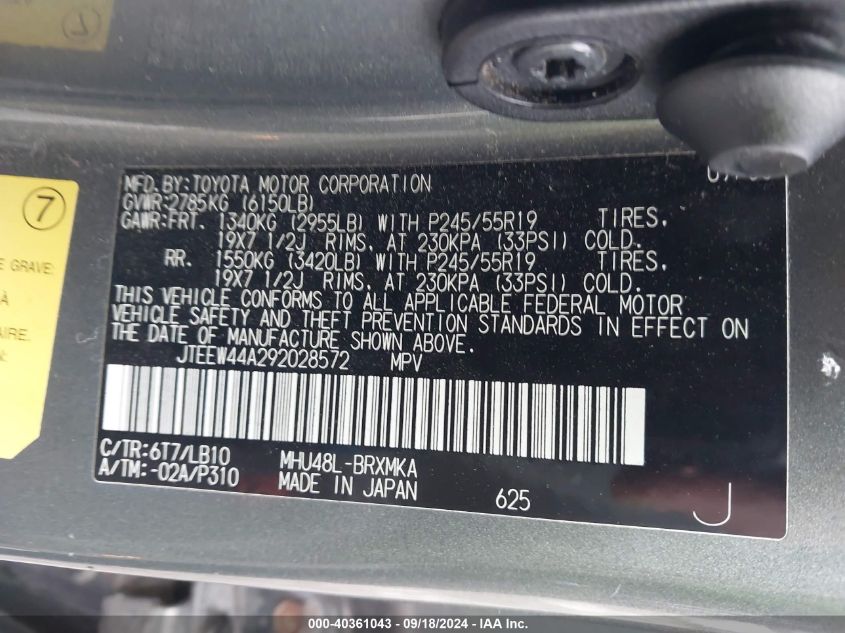 MFD.BY:TOYOTA MOTOR CORPORATION
GVWR:2785KG (6150LB)
GAWR:FRT. 1340KG (2955LB) WITH P245/55R19 TIRES.
19X7 1/2J RIMS. AT 230KPA (33PSI) COLD.
RR. 1550KG (3420LB) WITH P245/55R19 TIRES.
19X7 1/2J RIMS. AT 230KPA (33PSI) COLD.
THIS VEHICLE CONFORMS TO ALL APPLICABLE FEDERAL MOTOR
VEHICLE SAFETY AND THEFT PREVENTION STANDARDS IN EFFECT ON
THE DATE OF MANUFACTURE SHOWN ABOVE.
JTEEW44A292028572 MPV
C/TR:6T7/LB10 MHU48L-BRXMKA
A/TM:-02A/P310 MADE IN JAPAN 625 J
7
E GRAVE:
À
AIRE.
000-40361043 - 09/18/2024 - IAA Inc.